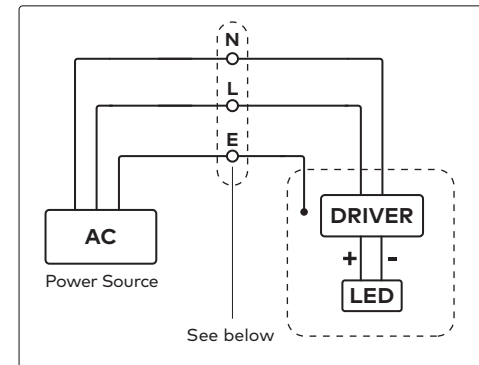 N
L
E
AC
Power Source
DRIVER
+ -
LED
See below